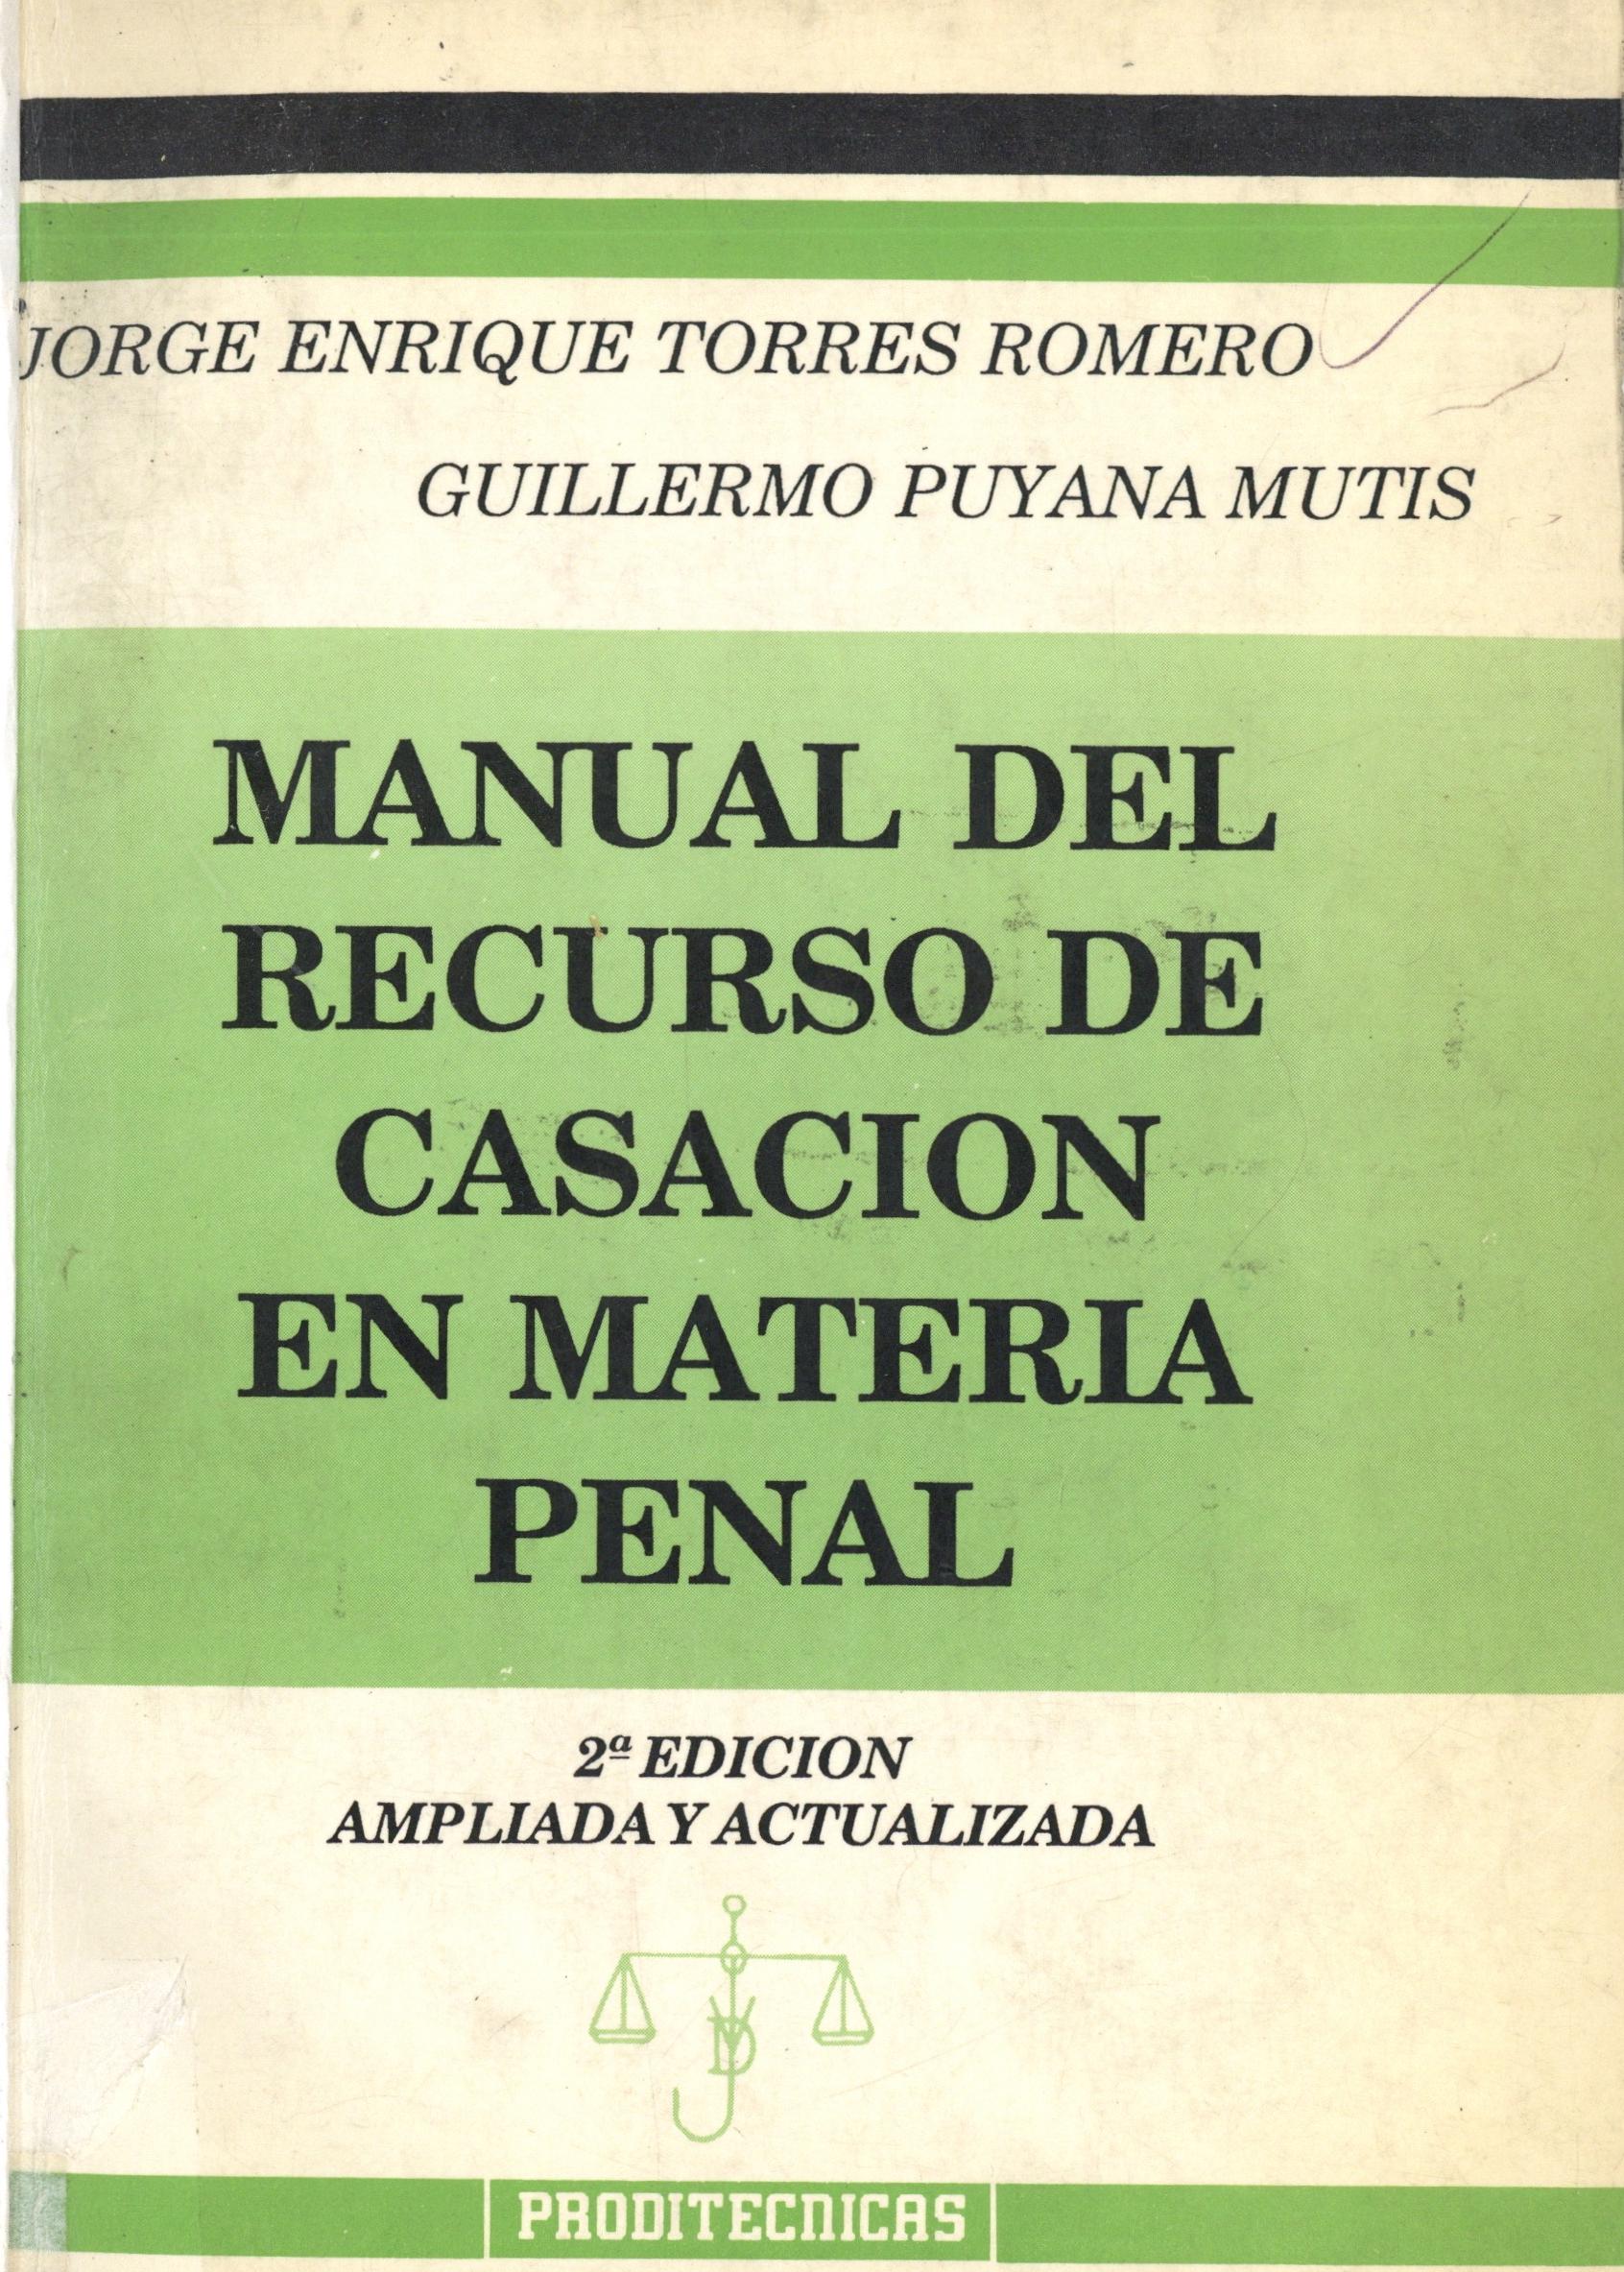 JORGE ENRIQUE TORRES ROMERO
GUILLERMO PUYANA MUTIS
MANUAL DEL
RECURSO DE
CASACION
EN MATERIA
PENAL
2ª EDICION
AMPLIADA Y ACTUALIZADA
PRODITECNICAS